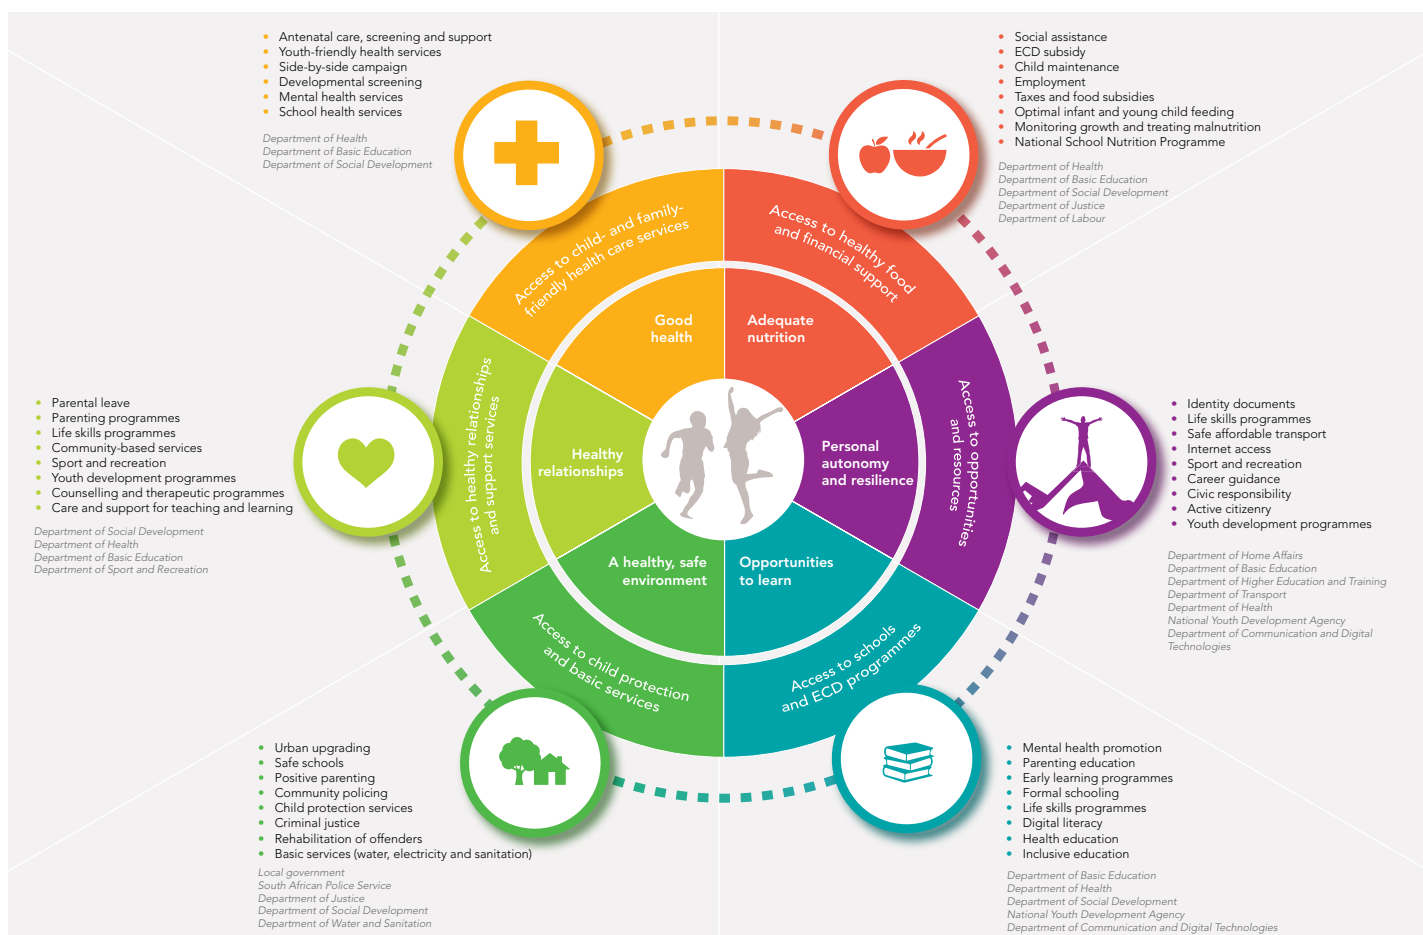 Antenatal care, screening and support
Youth-friendly health services
Side-by-side campaign
Developmental screening
Mental health services
School health services
Department of Health
Department of Basic Education
Department of Social Development
Social assistance
ECD subsidy
Child maintenance
Employment
Taxes and food subsidies
Optimal infant and young child feeding
Monitoring growth and treating malnutrition
National School Nutrition Programme
Department of Health
Department of Basic Education
Department of Social Development
Department of Justice
Department of Labour
Access to child- and family-
friendly health care services
Access to healthy food
and financial support
Good
health
Adequate
nutrition
Parental leave
Parenting programmes
Life skills programmes
Community-based services
Sport and recreation
Youth development programmes
Counselling and therapeutic programmes
Care and support for teaching and learning
Department of Social Development
Department of Health
Department of Basic Education
Department of Sport and Recreation
Access to healthy relationships
and support services
Healthy
relationships
Personal
autonomy
and resilience
Access to opportunities
and resources
Identity documents
Life skills programmes
Safe affordable transport
Internet access
Sport and recreation
Career guidance
Civic responsibility
Active citizenry
Youth development programmes
Department of Home Affairs
Department of Basic Education
Department of Higher Education and Training
Department of Transport
Department of Health
National Youth Development Agency
Department of Communication and Digital
Technologies
A healthy, safe
environment
Opportunities
to learn
Access to child protection
and basic services
Access to schools
and ECD programmes
Urban upgrading
Safe schools
Positive parenting
Community policing
Child protection services
Criminal justice
Rehabilitation of offenders
Basic services (water, electricity and sanitation)
Local government
South African Police Service
Department of Justice
Department of Social Development
Department of Water and Sanitation
Mental health promotion
Parenting education
Early learning programmes
Formal schooling
Life skills programmes
Digital literacy
Health education
Inclusive education
Department of Basic Education
Department of Health
Department of Social Development
National Youth Development Agency
Department of Communication and Digital Technologies